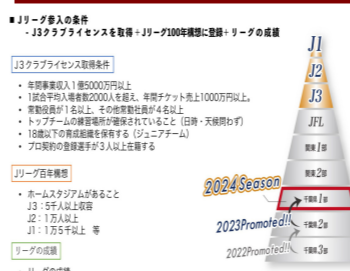 ■ Jリーグ参入の条件
- J3クラブライセンスを取得＋Jリーグ100年構想に登録＋リーグの成績
J3クラブライセンス取得条件
・ 年間事業収入1億5000万円以上
・ 1試合平均入場者数2000人を超え、年間チケット売上1000万円以上。
・ 常勤役員が1名以上、その他常勤社員が4名以上
・ トップチームの練習場所が確保されていること（日時・天候問わず）
・ 18歳以下の育成組織を保有する（ジュニアチーム）
・ プロ契約の登録選手が3人以上在籍する
Jリーグ百年構想
・ ホームスタジアムがあること
J3：5千人以上収容
J2：1万人以上
J1：1万5千以上 等
リーグの成績
・ リーグの成績
J1
J2
J3
JFL
関東1部
関東2部
2024 Season
千葉県1部
2023Promoted!!
千葉県2部
2022Promoted!!
千葉県3部